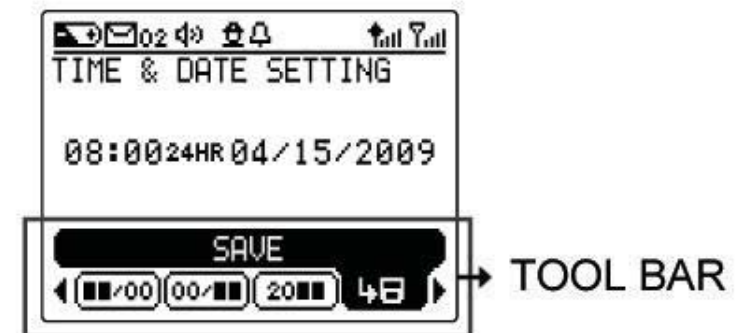 02
TIME & DATE SETTING
08:00 24HR 04/15/2009
SAVE
■■/00 00/■■ 20■■
TOOL BAR